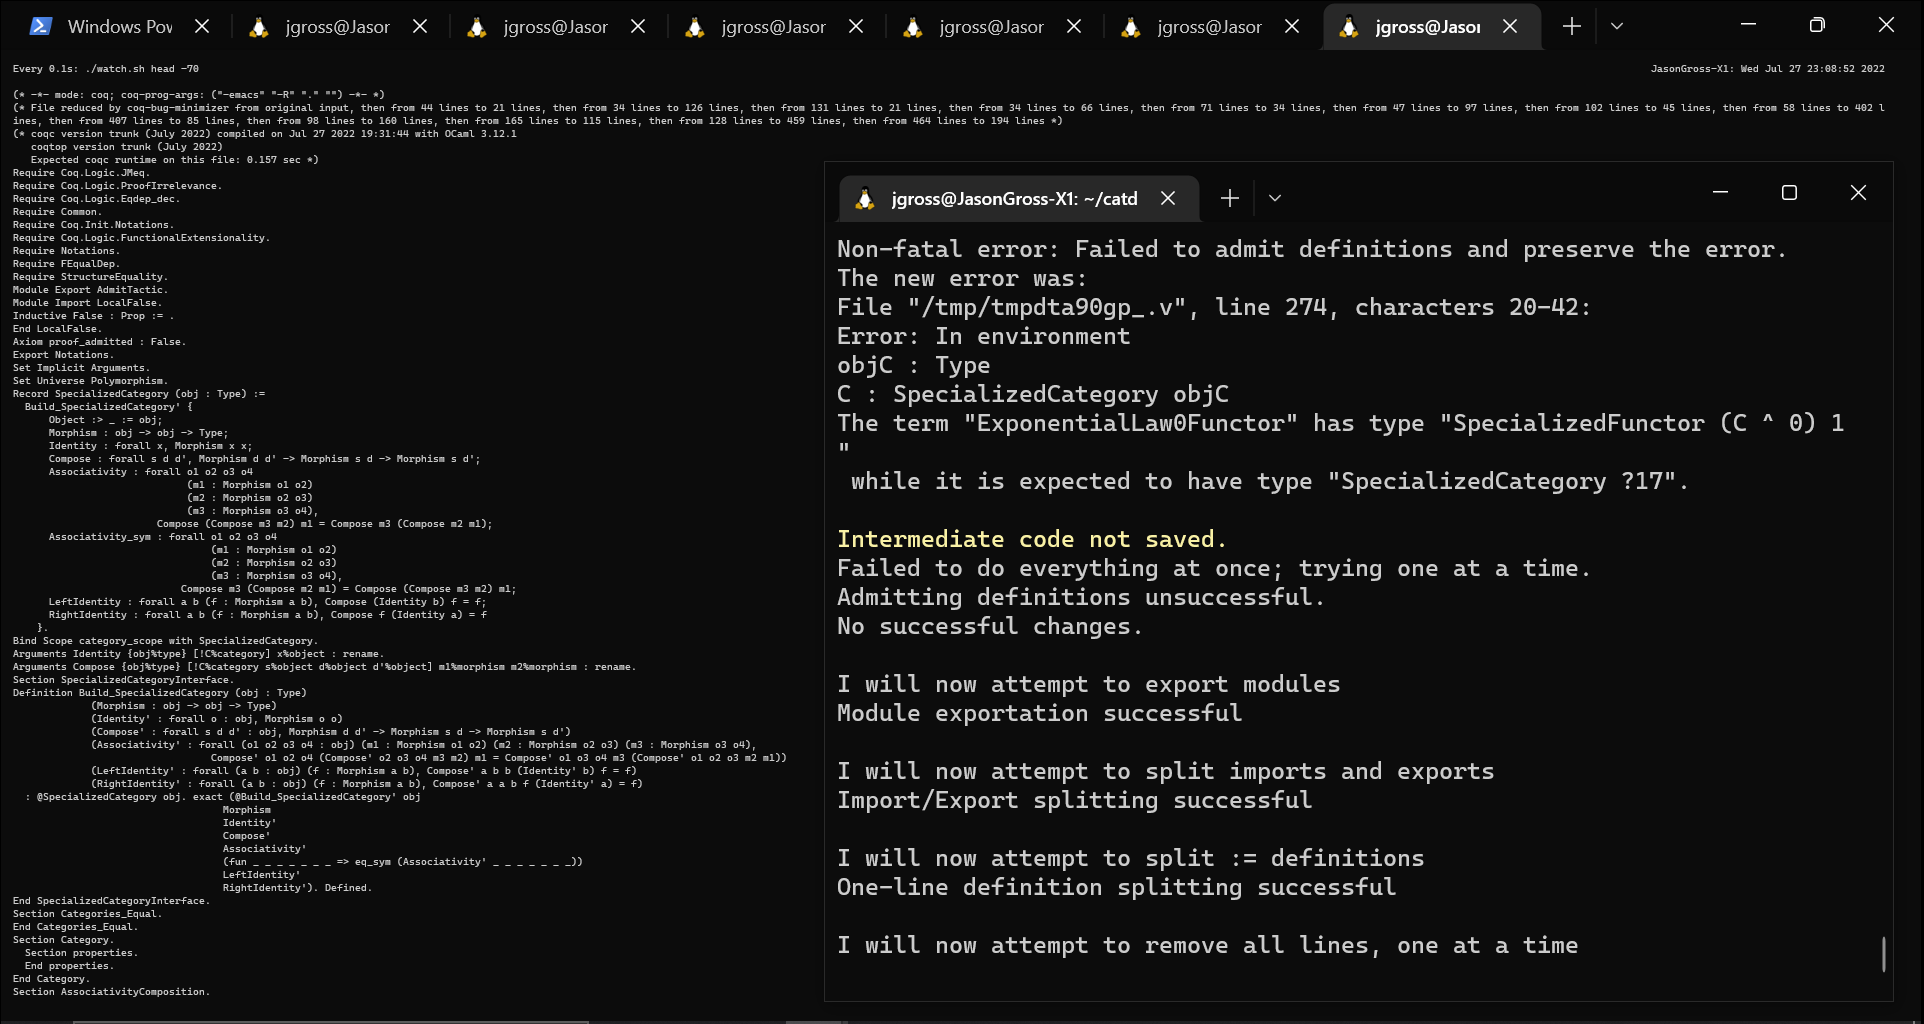 Windows Pov
jgross@Jasor
jgross@Jasor
jgross@Jasor
jgross@Jasor
jgross@Jasor
jgross@Jasor
Every 0.1s: ./watch.sh head -70
JasonGross-X1: Wed Jul 27 23:08:52 2022
(* -*- mode: coq; coq-prog-args: ("-emacs" "-R" "." "") -*- *)
(* File reduced by coq-bug-minimizer from original input, then from 44 lines to 21 lines, then from 34 lines to 126 lines, then from 131 lines to 21 lines, then from 34 lines to 66 lines, then from 71 lines to 34 lines, then from 47 lines to 97 lines, then from 102 lines to 45 lines, then from 58 lines to 402 l
ines, then from 407 lines to 85 lines, then from 98 lines to 160 lines, then from 165 lines to 115 lines, then from 128 lines to 459 lines, then from 464 lines to 194 lines *)
(* coqc version trunk (July 2022) compiled on Jul 27 2022 19:31:44 with OCaml 3.12.1
   coqtop version trunk (July 2022)
   Expected coqc runtime on this file: 0.157 sec *)
Require Coq.Logic.JMeq.
Require Coq.Logic.ProofIrrelevance.
Require Coq.Logic.Eqdep_dec.
Require Common.
Require Coq.Init.Notations.
Require Coq.Logic.FunctionalExtensionality.
Require Notations.
Require FEqualDep.
Require StructureEquality.
Module Export AdmitTactic.
Module Import LocalFalse.
Inductive False : Prop := .
End LocalFalse.
Axiom proof_admitted : False.
Export Notations.
Set Implicit Arguments.
Set Universe Polymorphism.
Record SpecializedCategory (obj : Type) :=
  Build_SpecializedCategory' {
      Object :> _ := obj;
      Morphism : obj -> obj -> Type;
      Identity : forall x, Morphism x x;
      Compose : forall s d d', Morphism d d' -> Morphism s d -> Morphism s d';
      Associativity : forall o1 o2 o3 o4
                             (m1 : Morphism o1 o2)
                             (m2 : Morphism o2 o3)
                             (m3 : Morphism o3 o4),
                        Compose (Compose m3 m2) m1 = Compose m3 (Compose m2 m1);
      Associativity_sym : forall o1 o2 o3 o4
                                 (m1 : Morphism o1 o2)
                                 (m2 : Morphism o2 o3)
                                 (m3 : Morphism o3 o4),
                            Compose m3 (Compose m2 m1) = Compose (Compose m3 m2) m1;
      LeftIdentity : forall a b (f : Morphism a b), Compose (Identity b) f = f;
      RightIdentity : forall a b (f : Morphism a b), Compose f (Identity a) = f
    }.
Bind Scope category_scope with SpecializedCategory.
Arguments Identity {obj%type} [!C%category] x%object : rename.
Arguments Compose {obj%type} [!C%category s%object d%object d'%object] m1%morphism m2%morphism : rename.
Section SpecializedCategoryInterface.
Definition Build_SpecializedCategory (obj : Type)
             (Morphism : obj -> obj -> Type)
             (Identity' : forall o : obj, Morphism o o)
             (Compose' : forall s d d' : obj, Morphism d d' -> Morphism s d -> Morphism s d')
             (Associativity' : forall (o1 o2 o3 o4 : obj) (m1 : Morphism o1 o2) (m2 : Morphism o2 o3) (m3 : Morphism o3 o4),
                                 Compose' o1 o2 o4 (Compose' o2 o3 o4 m3 m2) m1 = Compose' o1 o3 o4 m3 (Compose' o1 o2 o3 m2 m1))
             (LeftIdentity' : forall (a b : obj) (f : Morphism a b), Compose' a b b (Identity' b) f = f)
             (RightIdentity' : forall (a b : obj) (f : Morphism a b), Compose' a a b f (Identity' a) = f)
  : @SpecializedCategory obj. exact (@Build_SpecializedCategory' obj
                                   Morphism
                                   Identity'
                                   Compose'
                                   Associativity'
                                   (fun _ _ _ _ _ _ _ => eq_sym (Associativity' _ _ _ _ _ _ _))
                                   LeftIdentity'
                                   RightIdentity'). Defined.
End SpecializedCategoryInterface.
Section Categories_Equal.
End Categories_Equal.
Section Category.
  Section properties.
  End properties.
End Category.
Section AssociativityComposition.
jgross@JasonGross-X1: ~/catd
Non-fatal error: Failed to admit definitions and preserve the error.
The new error was:
File "/tmp/tmpdta90gp_.v", line 274, characters 20-42:
Error: In environment
objC : Type
C : SpecializedCategory objC
The term "ExponentialLaw0Functor" has type "SpecializedFunctor (C ^ 0) 1
"
 while it is expected to have type "SpecializedCategory ?17".
Intermediate code not saved.
Failed to do everything at once; trying one at a time.
Admitting definitions unsuccessful.
No successful changes.
I will now attempt to export modules
Module exportation successful
I will now attempt to split imports and exports
Import/Export splitting successful
I will now attempt to split := definitions
One-line definition splitting successful
I will now attempt to remove all lines, one at a time